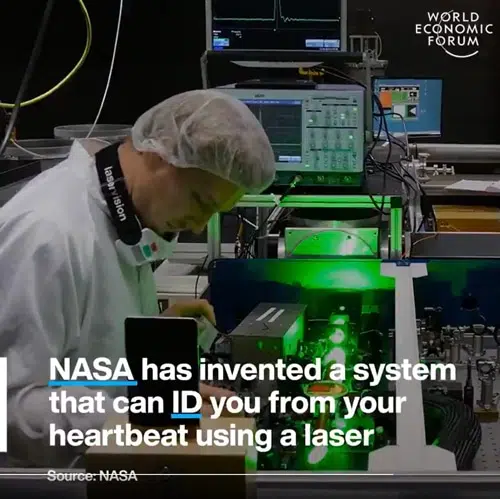 WORLD
ECONOMIC
FORUM
laservision
NASA has invented a system
that can ID you from your
heartbeat using a laser
Source: NASA